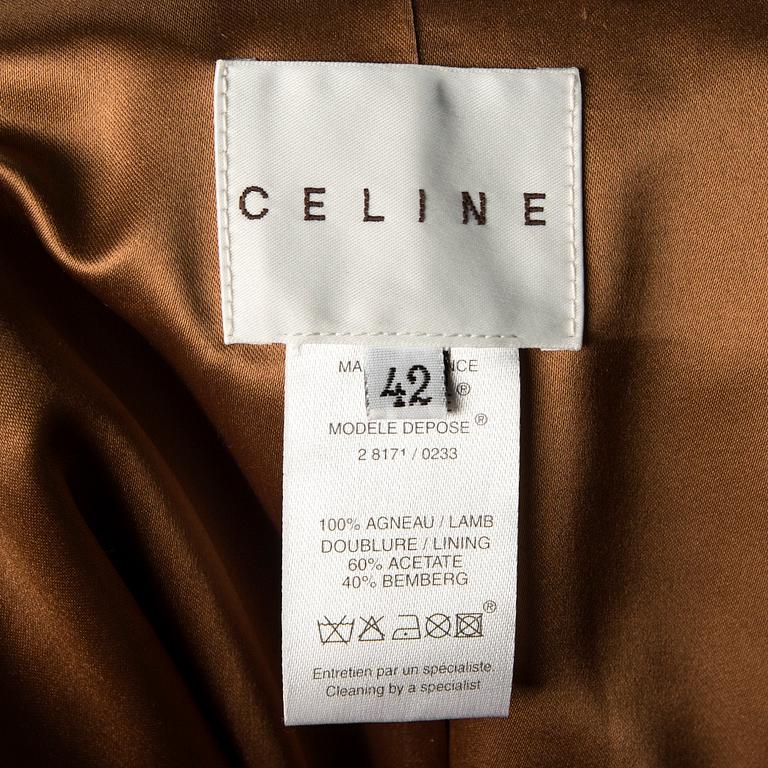 CELINE
42
MODELE DEPOSE ®
2 8171 / 0233
100% AGNEAU / LAMB
DOUBLURE / LINING
60% ACETATE
40% BEMBERG
®
Entretien par un spécialiste.
Cleaning by a specialist